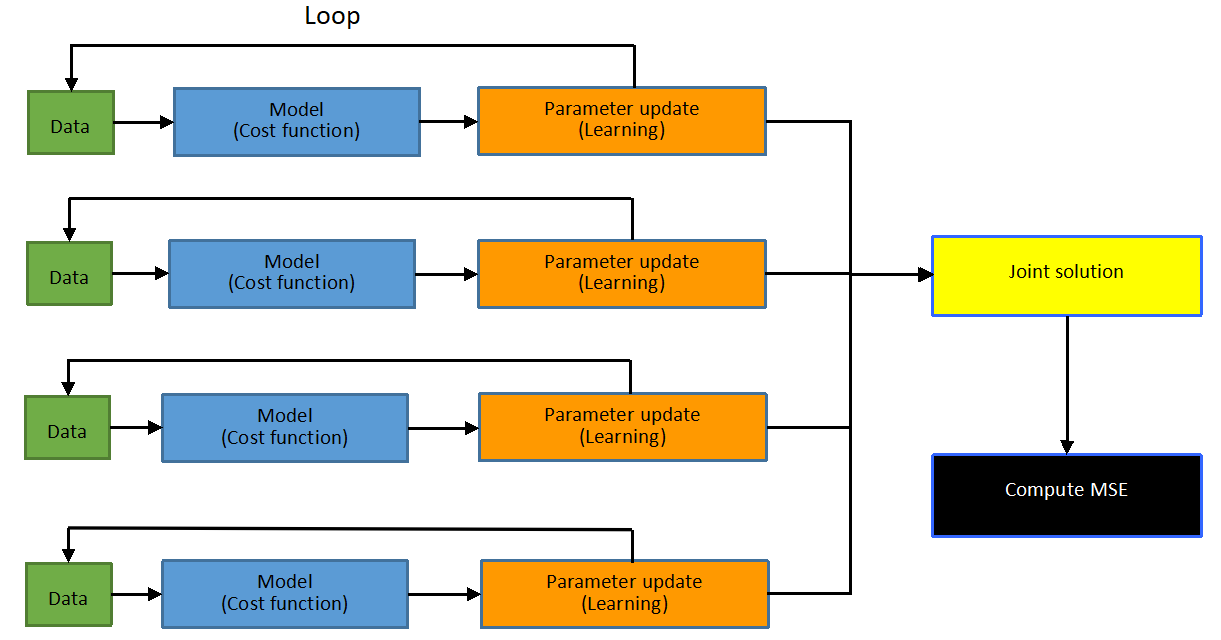 Loop
Data
Model
(Cost function)
Parameter update
(Learning)
Data
Model
(Cost function)
Parameter update
(Learning)
Joint solution
Data
Model
(Cost function)
Parameter update
(Learning)
Compute MSE
Data
Model
(Cost function)
Parameter update
(Learning)